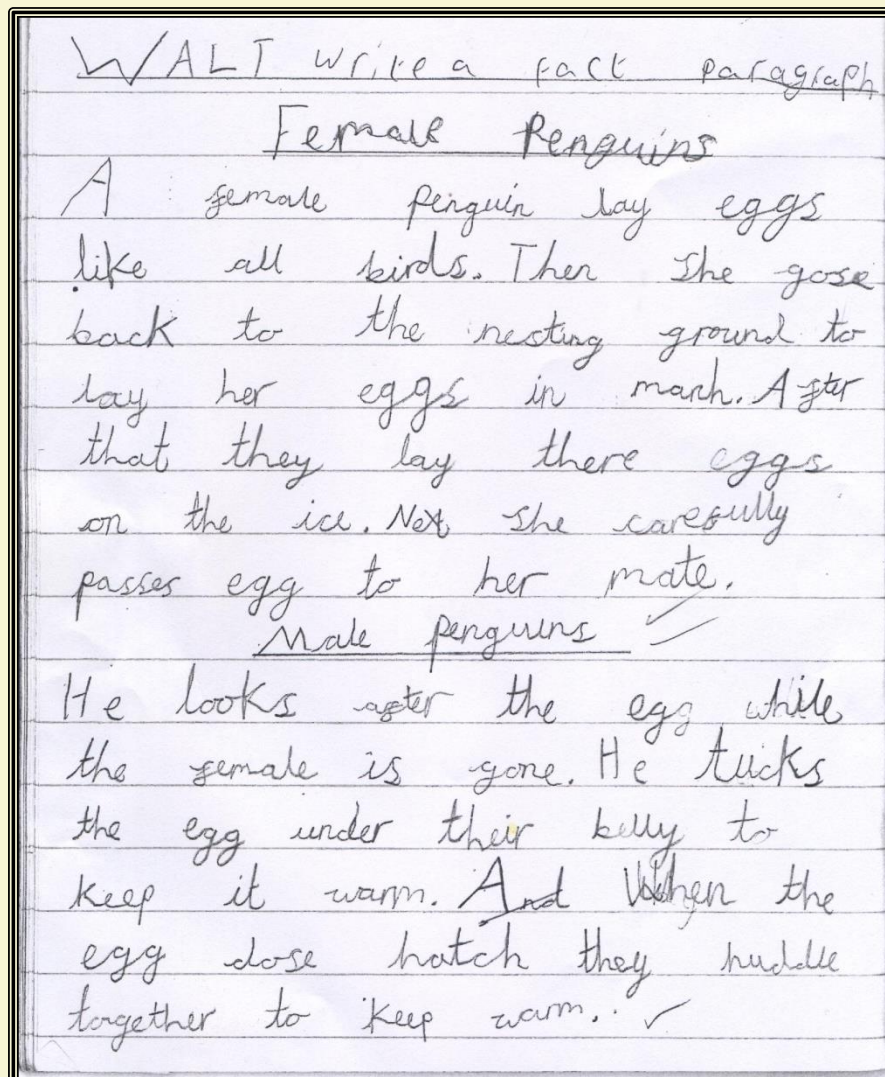 WALT write a fact paragraph
Female Penguins
A female penguin lay eggs
like all birds. Then she gose
back to the nesting ground to
lay her eggs in marh. After
that they lay there eggs
on the ice. Next she carefully
passes egg to her mate.
Male penguins
He looks after the egg while
the female is gone. He tucks
the egg under their belly to
keep it warm. And When the
egg dose hatch they huddle
together to keep warm.